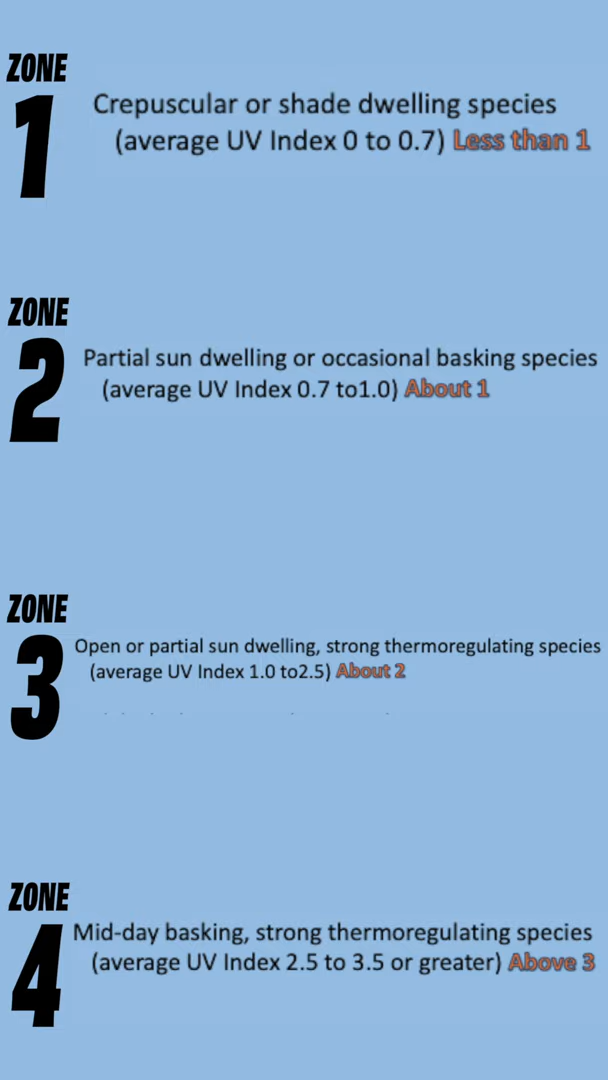 ZONE
1
Crepuscular or shade dwelling species
(average UV Index 0 to 0.7) Less than 1
ZONE
2
Partial sun dwelling or occasional basking species
(average UV Index 0.7 to1.0) About 1
ZONE
3
Open or partial sun dwelling, strong thermoregulating species
(average UV Index 1.0 to2.5) About 2
ZONE
4
Mid-day basking, strong thermoregulating species
(average UV Index 2.5 to 3.5 or greater) Above 3